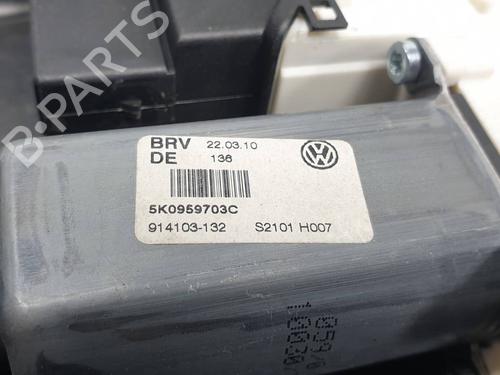 B-PARTS
BRV 22.03.10
DE 136
5K0959703C
914103-132 S2101 H007